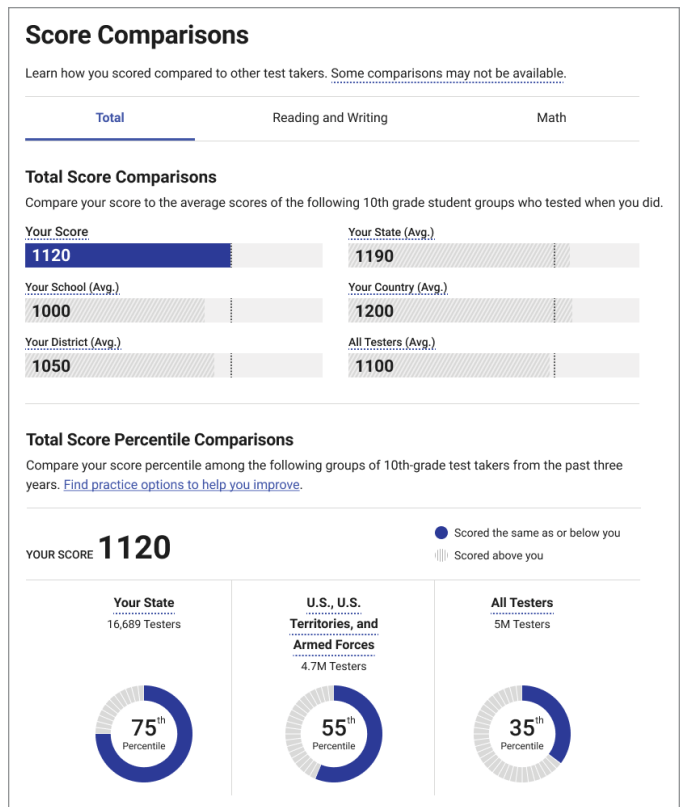 Score Comparisons
Learn how you scored compared to other test takers. Some comparisons may not be available.
Total Reading and Writing Math
Total Score Comparisons
Compare your score to the average scores of the following 10th grade student groups who tested when you did.
Your Score
1120
Your State (Avg.)
1190
Your School (Avg.)
1000
Your Country (Avg.)
1200
Your District (Avg.)
1050
All Testers (Avg.)
1100
Total Score Percentile Comparisons
Compare your score percentile among the following groups of 10th-grade test takers from the past three
years. Find practice options to help you improve.
YOUR SCORE 1120
Scored the same as or below you
Scored above you
Your State
16,689 Testers
75th
Percentile
U.S., U.S.
Territories, and
Armed Forces
4.7M Testers
55th
Percentile
All Testers
5M Testers
35th
Percentile